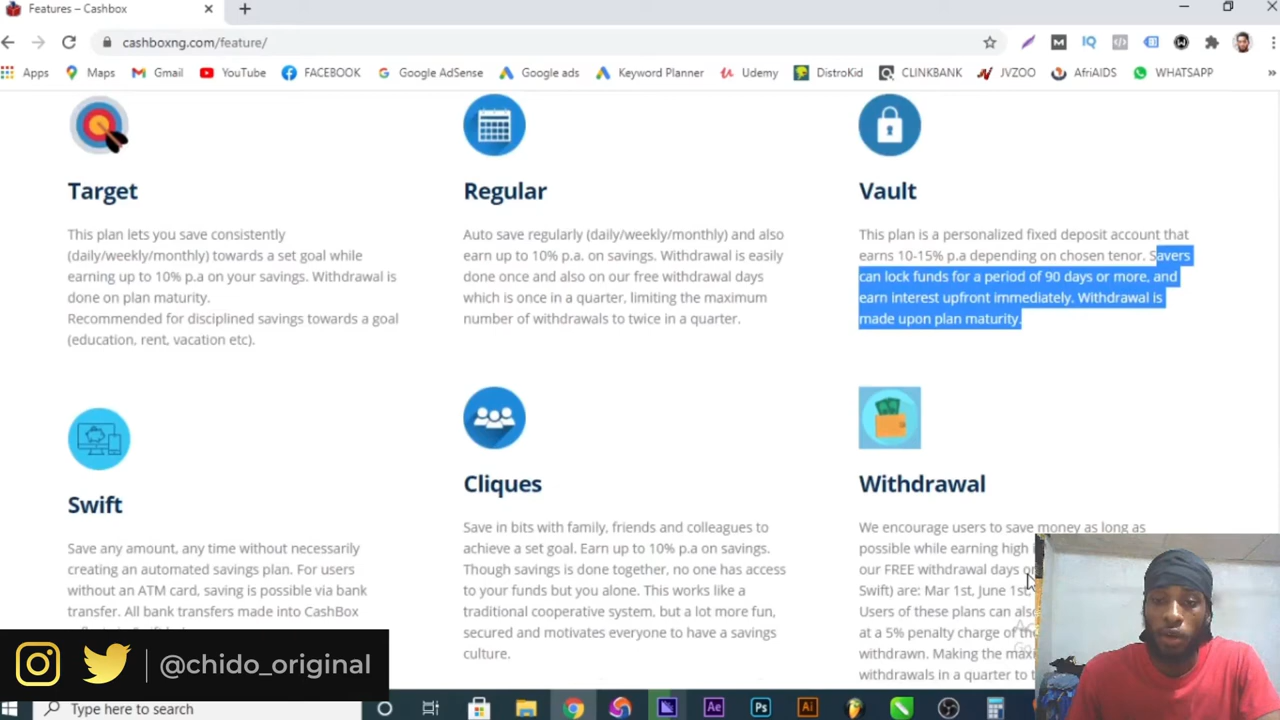 Features – Cashbox
cashboxng.com/feature/
Apps
Maps
Gmail
YouTube
FACEBOOK
Google AdSense
Google ads
Keyword Planner
Udemy
DistroKid
CLINKBANK
JVZOO
AfriAIDS
WHATSAPP
Target
This plan lets you save consistently
(daily/weekly/monthly) towards a set goal while
earning up to 10% p.a on your savings. Withdrawal is
done on plan maturity.
Recommended for disciplined savings towards a goal
(education, rent, vacation etc).
Regular
Auto save regularly (daily/weekly/monthly) and also
earn up to 10% p.a. on savings. Withdrawal is easily
done once and also on our free withdrawal days
which is once in a quarter, limiting the maximum
number of withdrawals to twice in a quarter.
Vault
This plan is a personalized fixed deposit account that
earns 10-15% p.a depending on chosen tenor. Savers
can lock funds for a period of 90 days or more, and
earn interest upfront immediately. Withdrawal is
made upon plan maturity.
Swift
Save any amount, any time without necessarily
creating an automated savings plan. For users
without an ATM card, saving is possible via bank
transfer. All bank transfers made into CashBox
Cliques
Save in bits with family, friends and colleagues to
achieve a set goal. Earn up to 10% p.a on savings.
Though savings is done together, no one has access
to your funds but you alone. This works like a
traditional cooperative system, but a lot more fun,
secured and motivates everyone to have a savings
culture.
Withdrawal
We encourage users to save money as long as
possible while earning high
our FREE withdrawal days
Swift) are: Mar 1st, June 1st
Users of these plans can
at a 5% penalty charge of
withdrawn. Making the
withdrawals in a quarter to
@chido_original
Type here to search